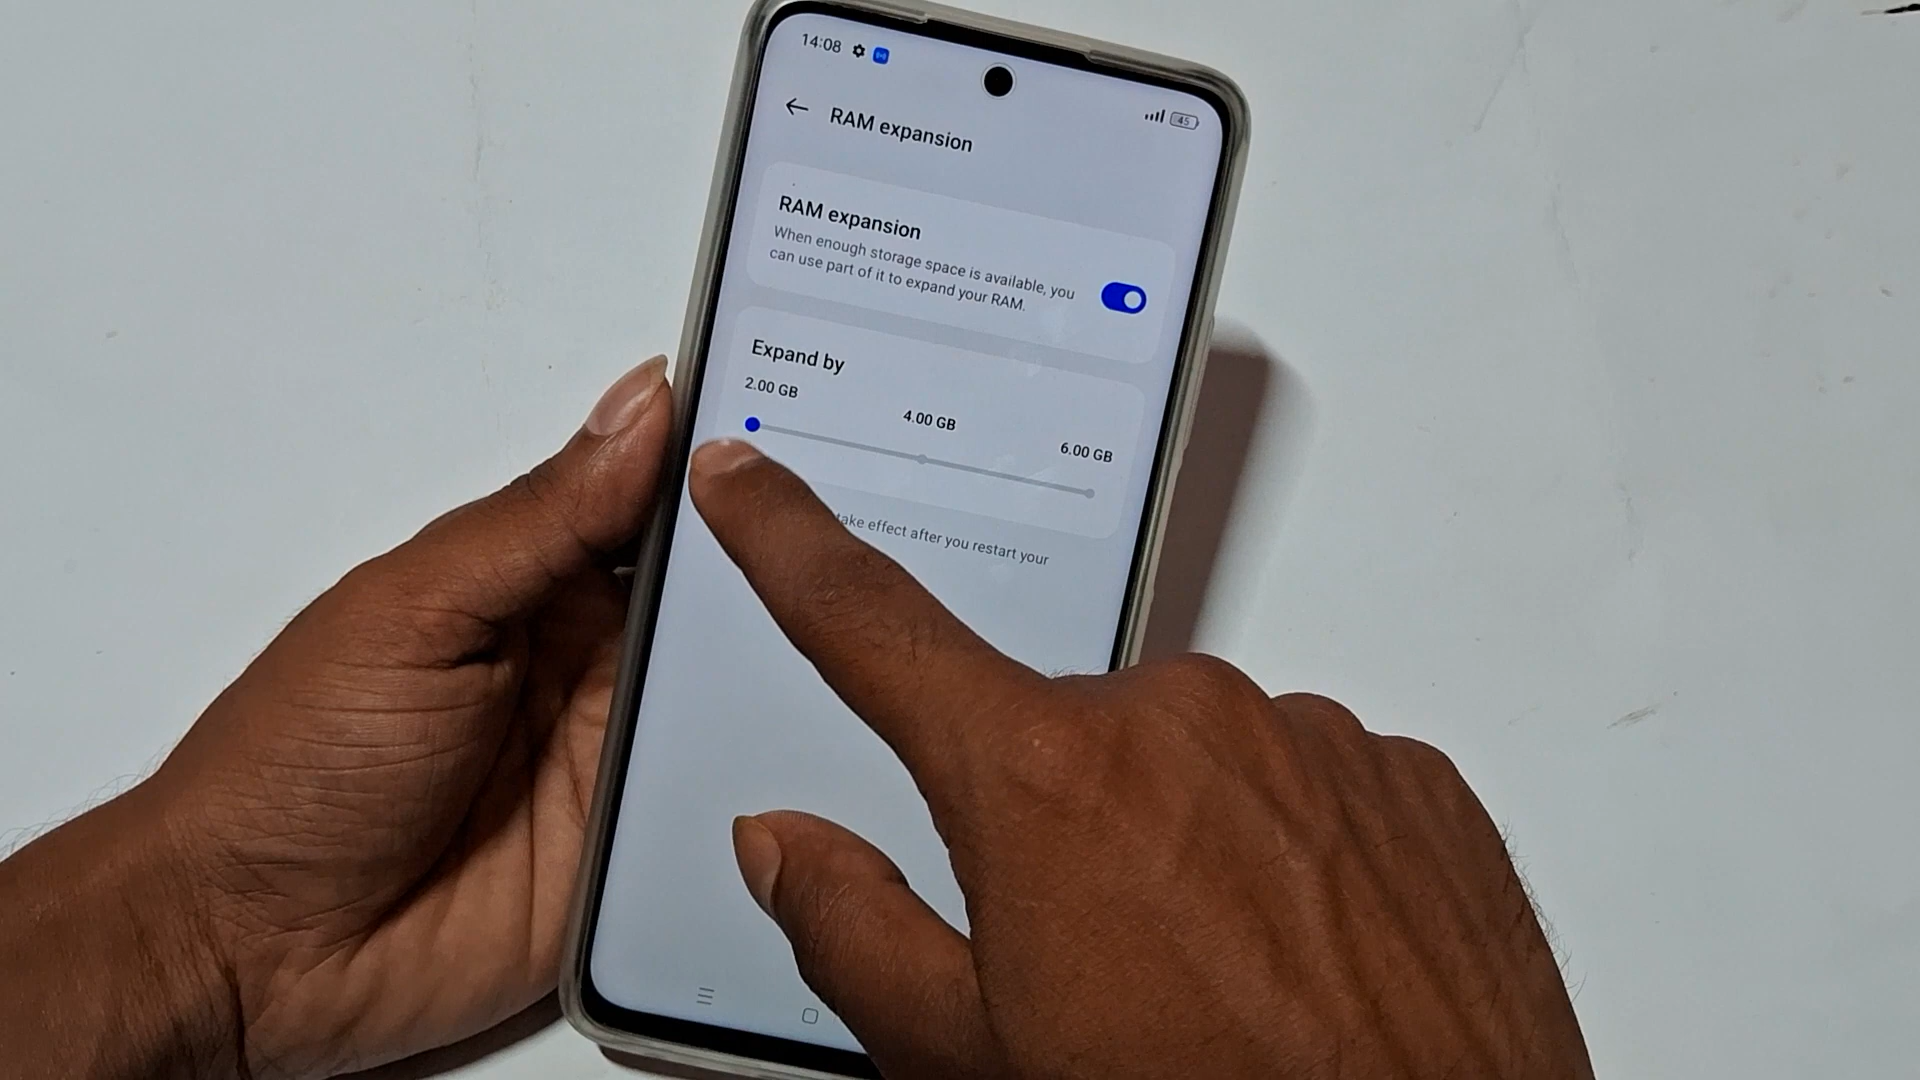 14:08
45
RAM expansion
RAM expansion
When enough storage space is available, you
can use part of it to expand your RAM.
Expand by
2.00 GB
4.00 GB
6.00 GB
take effect after you restart your